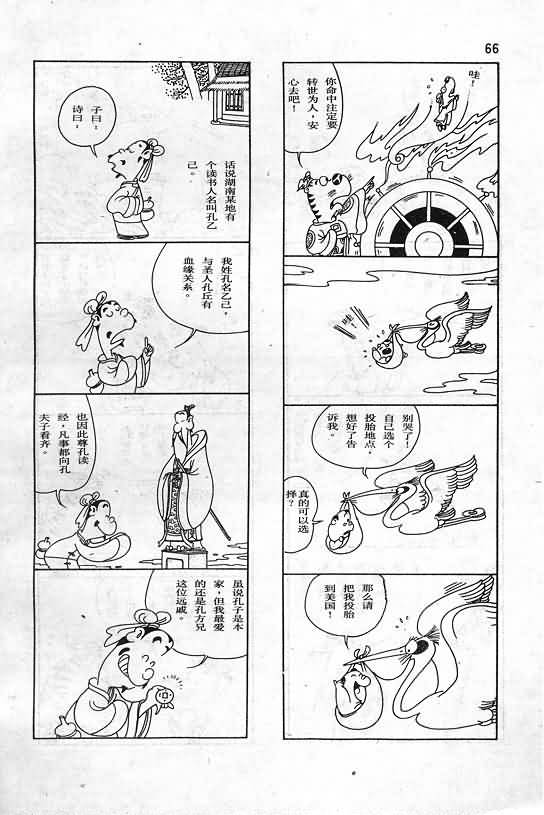 66
哇！
你命中注定要
转世为人，安
心去吧！
哇！
别哭了！
自己选个
投胎地点，
想好了告
诉我。
真的可以选
择？
那么请
把我投胎
到美国！
话说湖南某地有
个读书人名叫孔乙
己。
子曰：
诗曰：
我姓孔名乙己，
与圣人孔丘有
血缘关系。
也因此尊孔读
经，凡事都向孔
夫子看齐。
虽说孔子是本
家，但我最爱
的还是孔方兄
这位远戚。